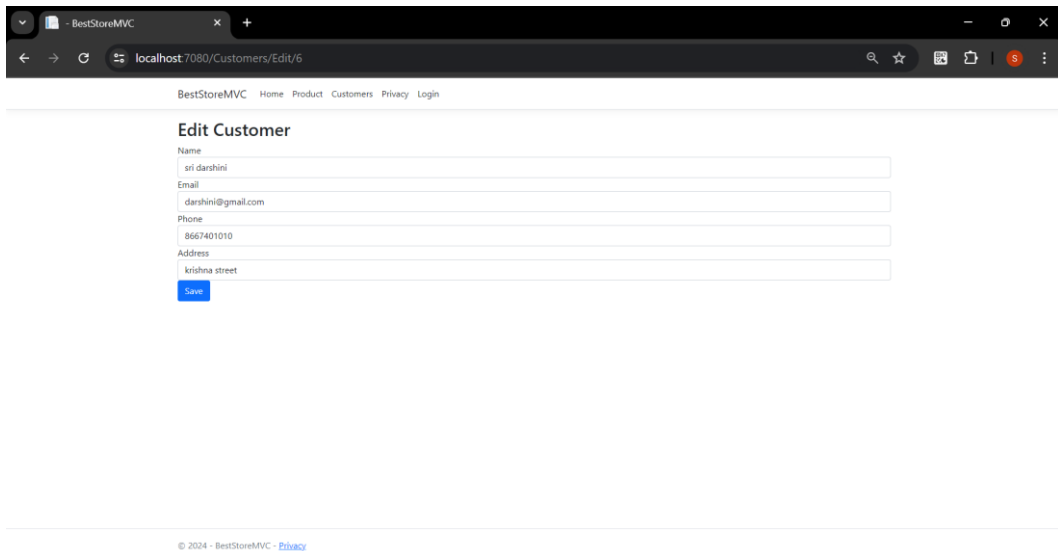 - BestStoreMVC
localhost:7080/Customers/Edit/6
S
BestStoreMVC Home Product Customers Privacy Login
Edit Customer
Name
sri darshini
Email
darshini@gmail.com
Phone
8667401010
Address
krishna street
Save
© 2024 - BestStoreMVC - Privacy